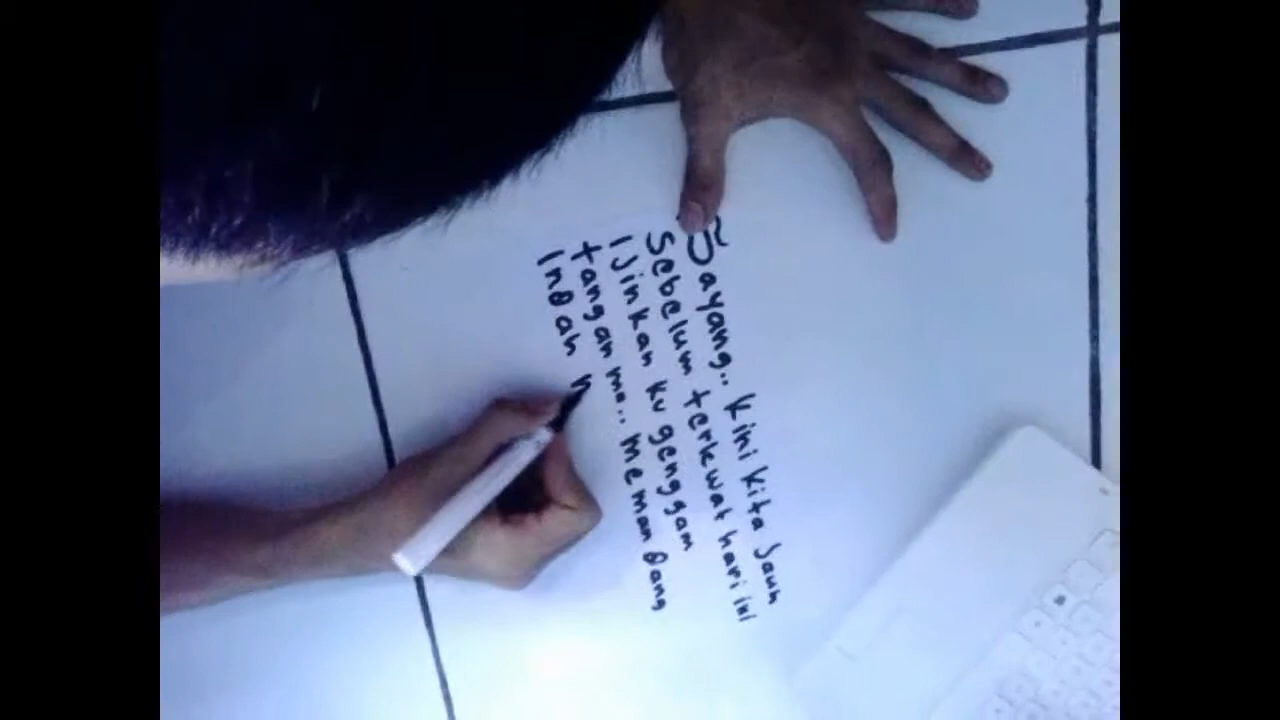 Sayang.. kini kita Jauh
Sebelum terlewat hari ini
IJinkan ku genggam
tangan mu.. memandang
Indah n